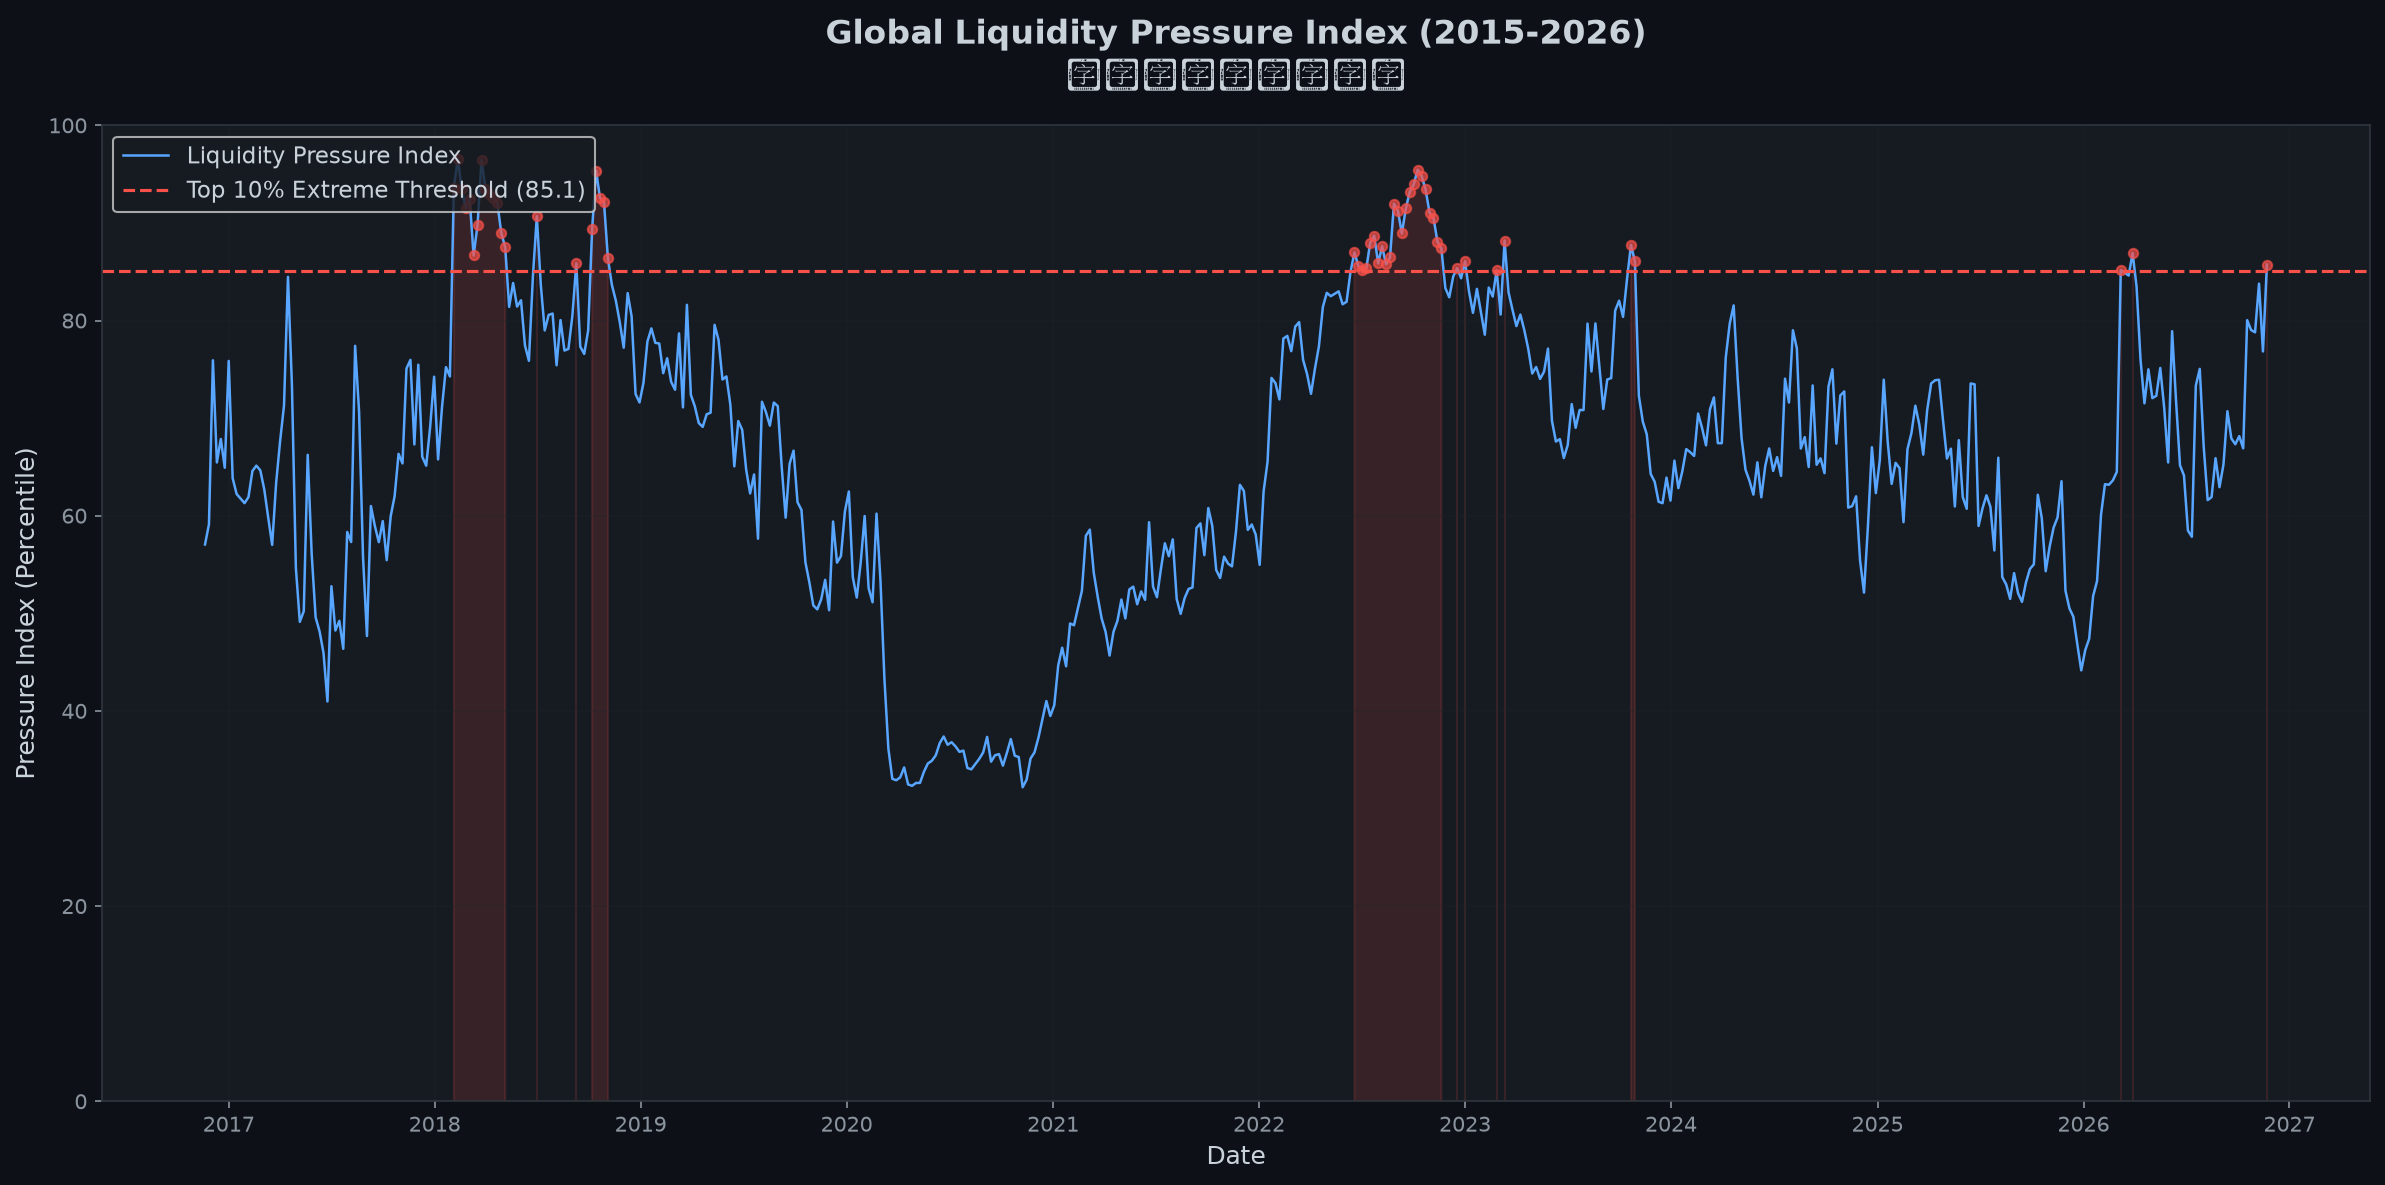 Global Liquidity Pressure Index (2015-2026)
Liquidity Pressure Index
Top 10% Extreme Threshold (85.1)
Pressure Index (Percentile)
100
80
60
40
20
0
2017 2018 2019 2020 2021 2022 2023 2024 2025 2026 2027
Date